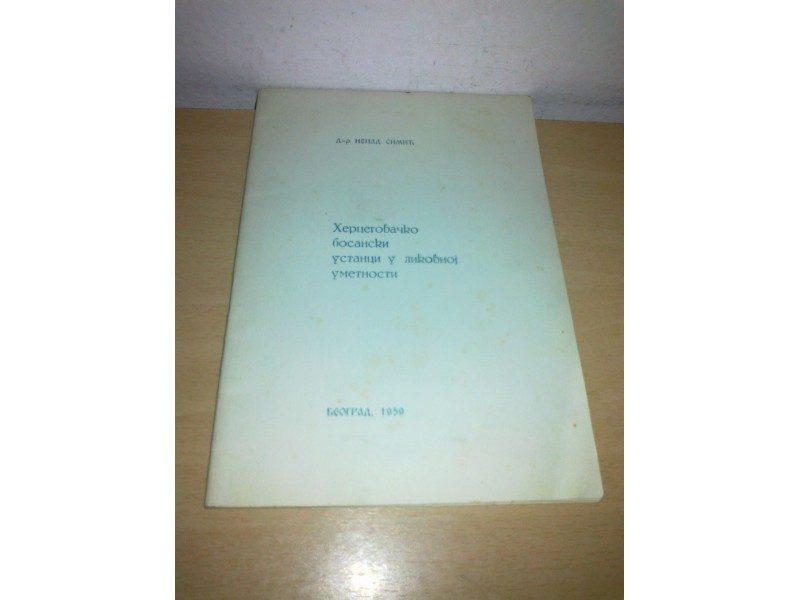 Д-Р НЕНАД СИМИЋ
Херцеговачко
босански
устанци у ликовној
уметности
БЕОГРАД, 1959